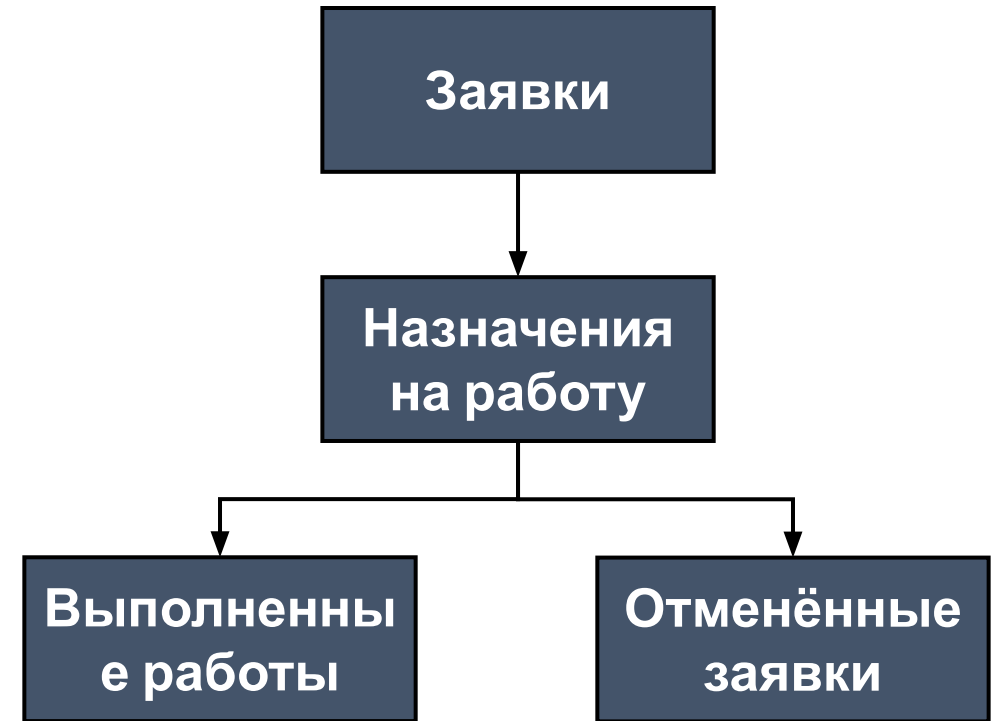 Заявки
Назначения
на работу
Выполненны
е работы
Отменённые
заявки